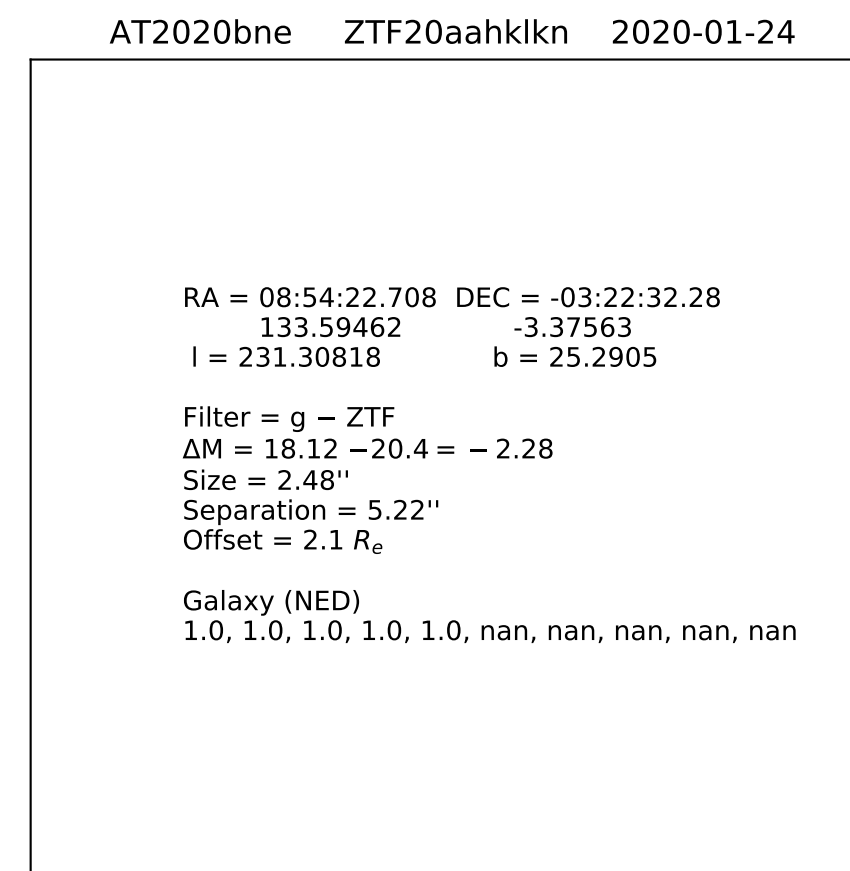 AT2020bne ZTF20aahklkn 2020-01-24
RA = 08:54:22.708 DEC = -03:22:32.28
133.59462 -3.37563
l = 231.30818 b = 25.2905
Filter = g − ZTF
ΔM = 18.12 −20.4 = − 2.28
Size = 2.48''
Separation = 5.22''
Offset = 2.1 Rₑ
Galaxy (NED)
1.0, 1.0, 1.0, 1.0, 1.0, nan, nan, nan, nan, nan